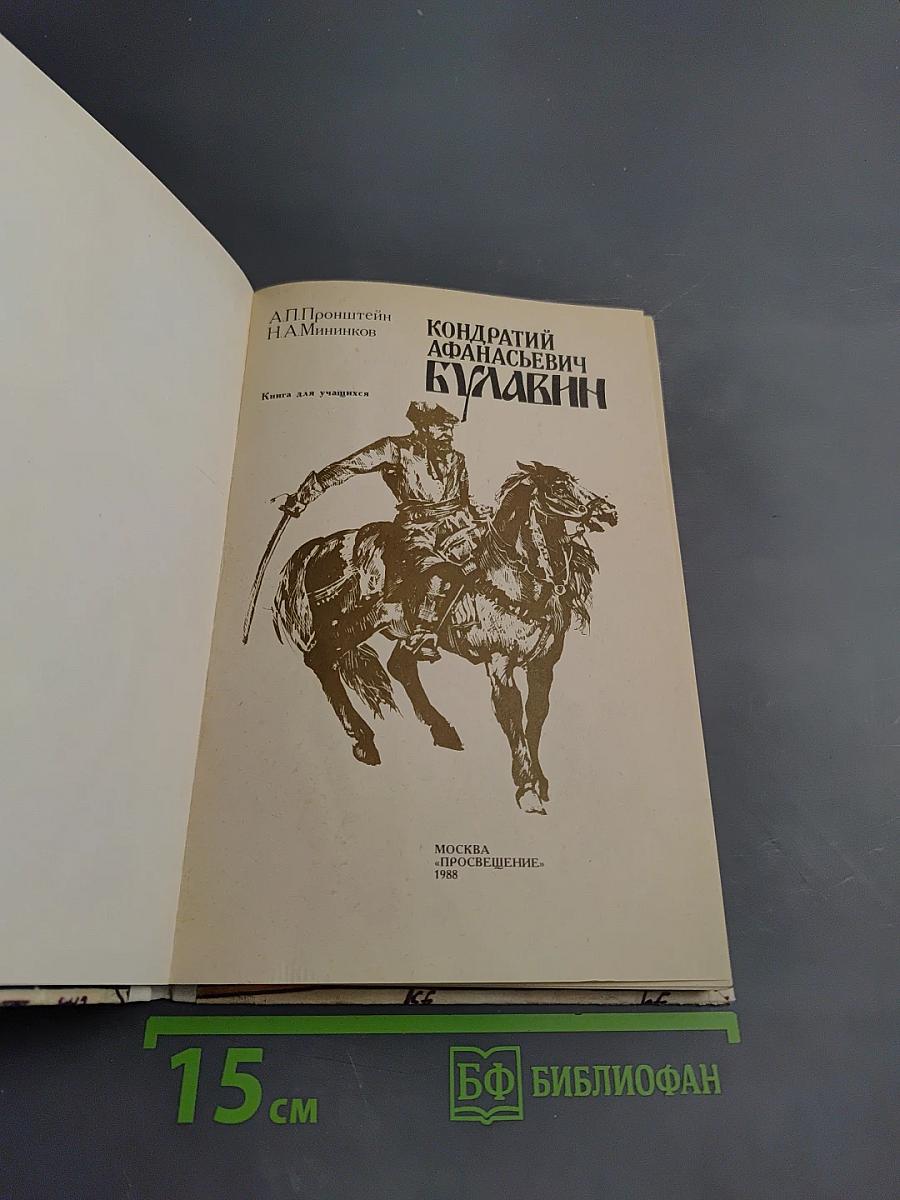 А.П.Пронштейн
Н.А.Мининков
Книга для учащихся
КОНДРАТИЙ
АФАНАСЬЕВИЧ
БУЛАВИН
МОСКВА
«ПРОСВЕЩЕНИЕ»
1988
15 см
БФ БИБЛИОФАН